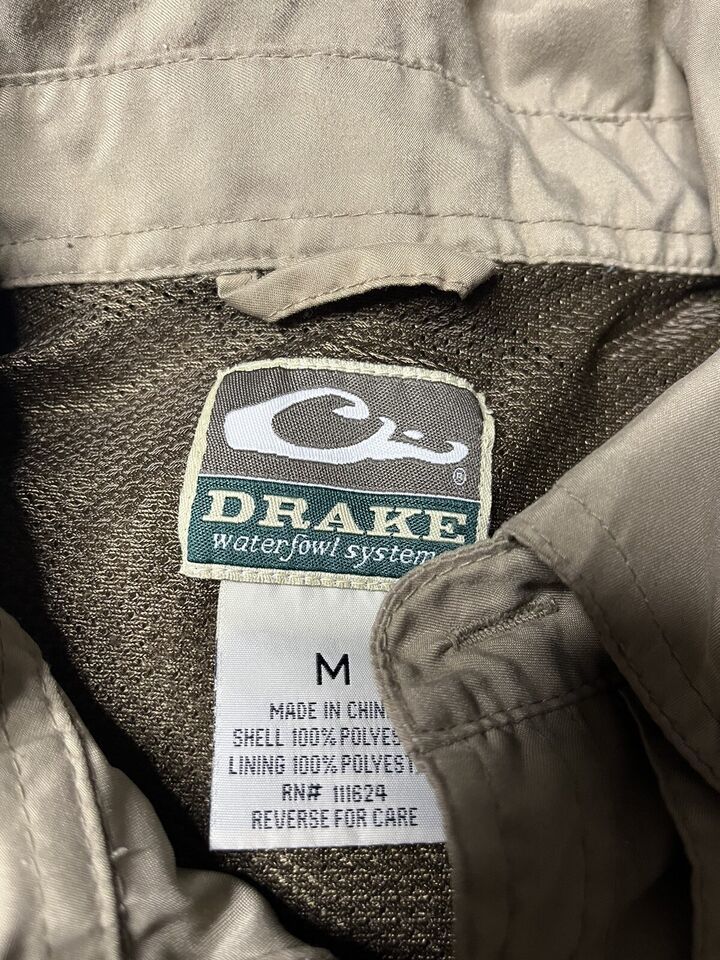 ®
DRAKE
waterfowl system
M
MADE IN CHIN
SHELL 100% POLYES
LINING 100% POLYEST
RN# 111624
REVERSE FOR CARE